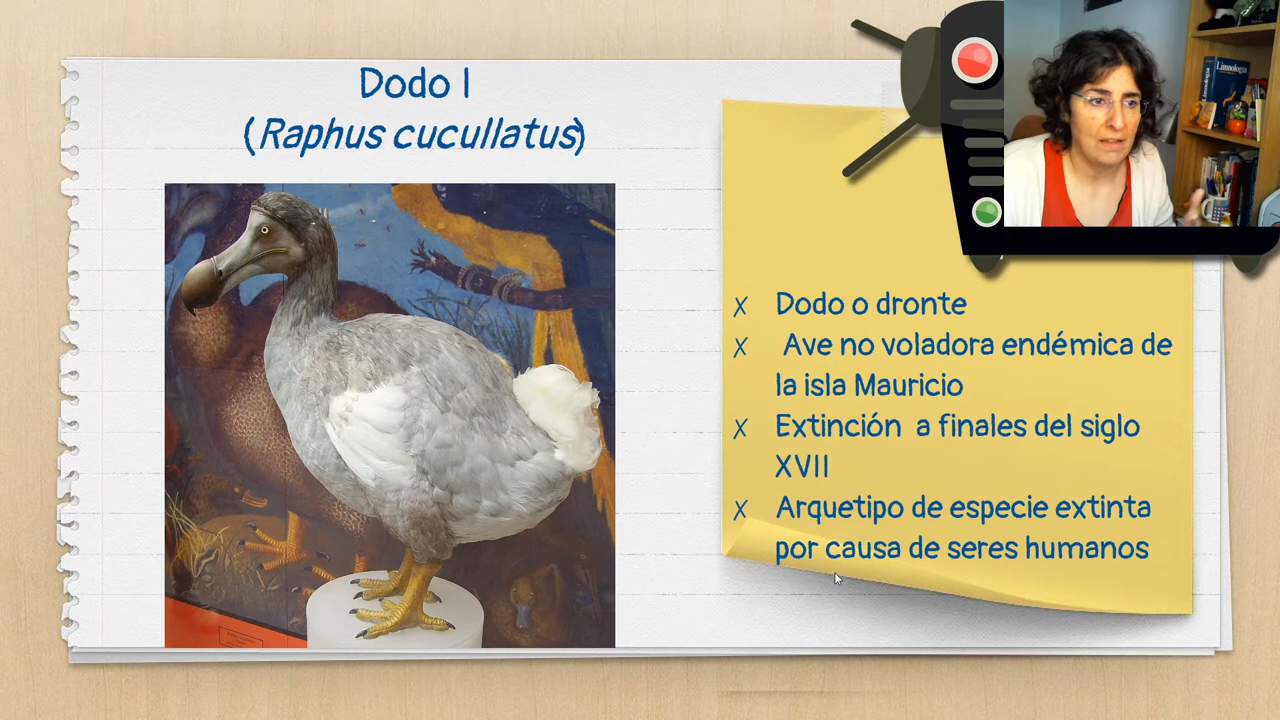 Dodo I
(Raphus cucullatus)
X Dodo o dronte
X Ave no voladora endémica de
la isla Mauricio
X Extinción a finales del siglo
XVII
X Arquetipo de especie extinta
por causa de seres humanos
Limnología